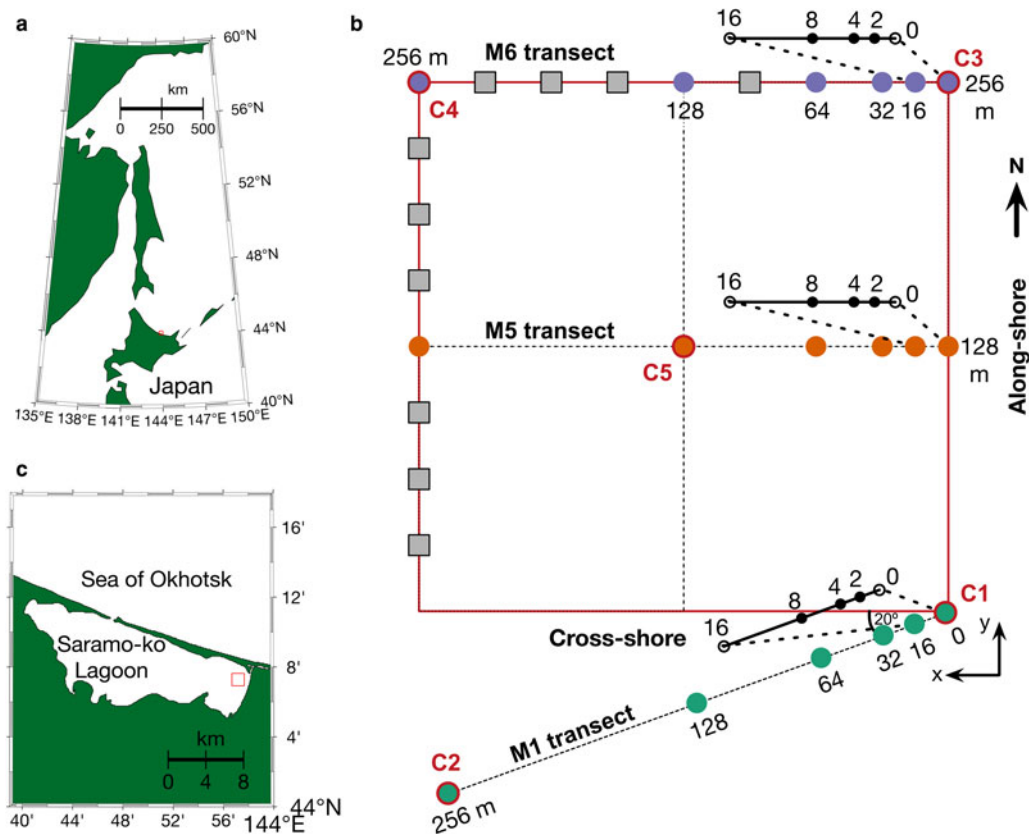 a
60°N
km
0 250 500
56°N
52°N
48°N
44°N
Japan
40°N
135°E 138°E 141°E 144°E 147°E 150°E
b
16 8 4 2 0
256 m
M6 transect
C3
C4
256
m
128 64 32 16
N
Along-shore
16 8 4 2 0
M5 transect
C5
128
m
16 8 4 2 0
C1
Cross-shore
20°
0
16
32
64
128
M1 transect
C2
256 m
y
x
c
16'
Sea of Okhotsk
12'
Saramo-ko
Lagoon
8'
km
0 4 8
4'
44°N
40' 44' 48' 52' 56' 144°E